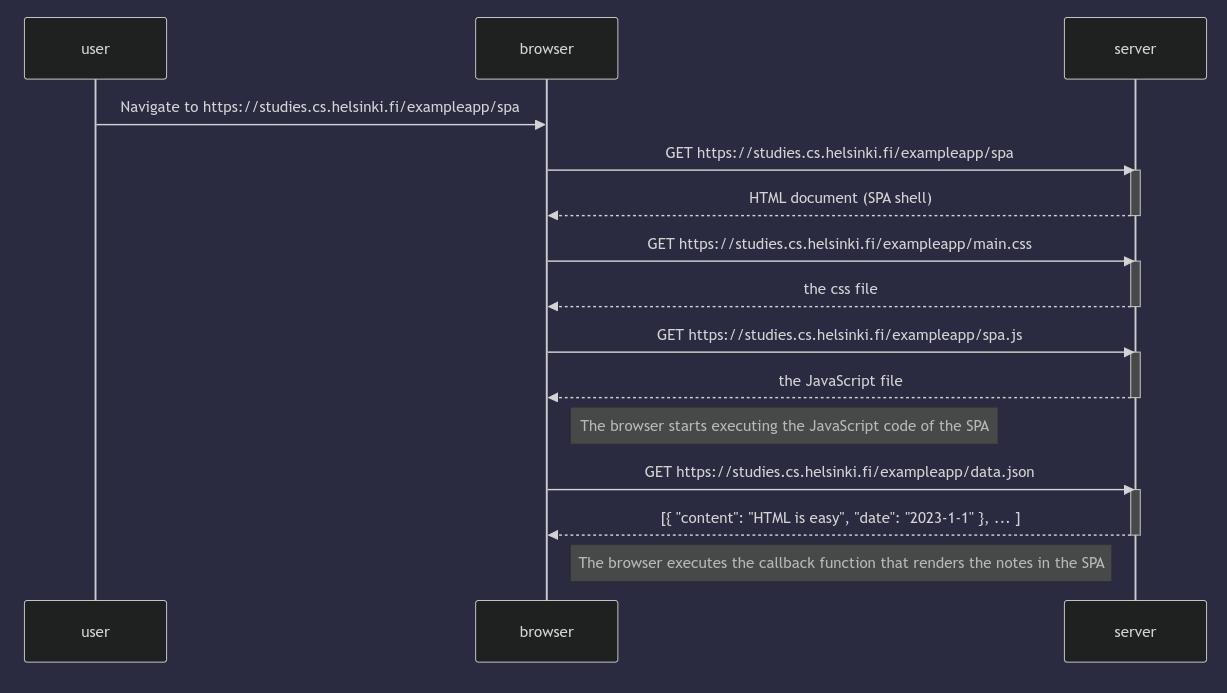 user
browser
server
Navigate to https://studies.cs.helsinki.fi/exampleapp/spa
GET https://studies.cs.helsinki.fi/exampleapp/spa
HTML document (SPA shell)
GET https://studies.cs.helsinki.fi/exampleapp/main.css
the css file
GET https://studies.cs.helsinki.fi/exampleapp/spa.js
the JavaScript file
The browser starts executing the JavaScript code of the SPA
GET https://studies.cs.helsinki.fi/exampleapp/data.json
[{ "content": "HTML is easy", "date": "2023-1-1" }, ... ]
The browser executes the callback function that renders the notes in the SPA
user
browser
server